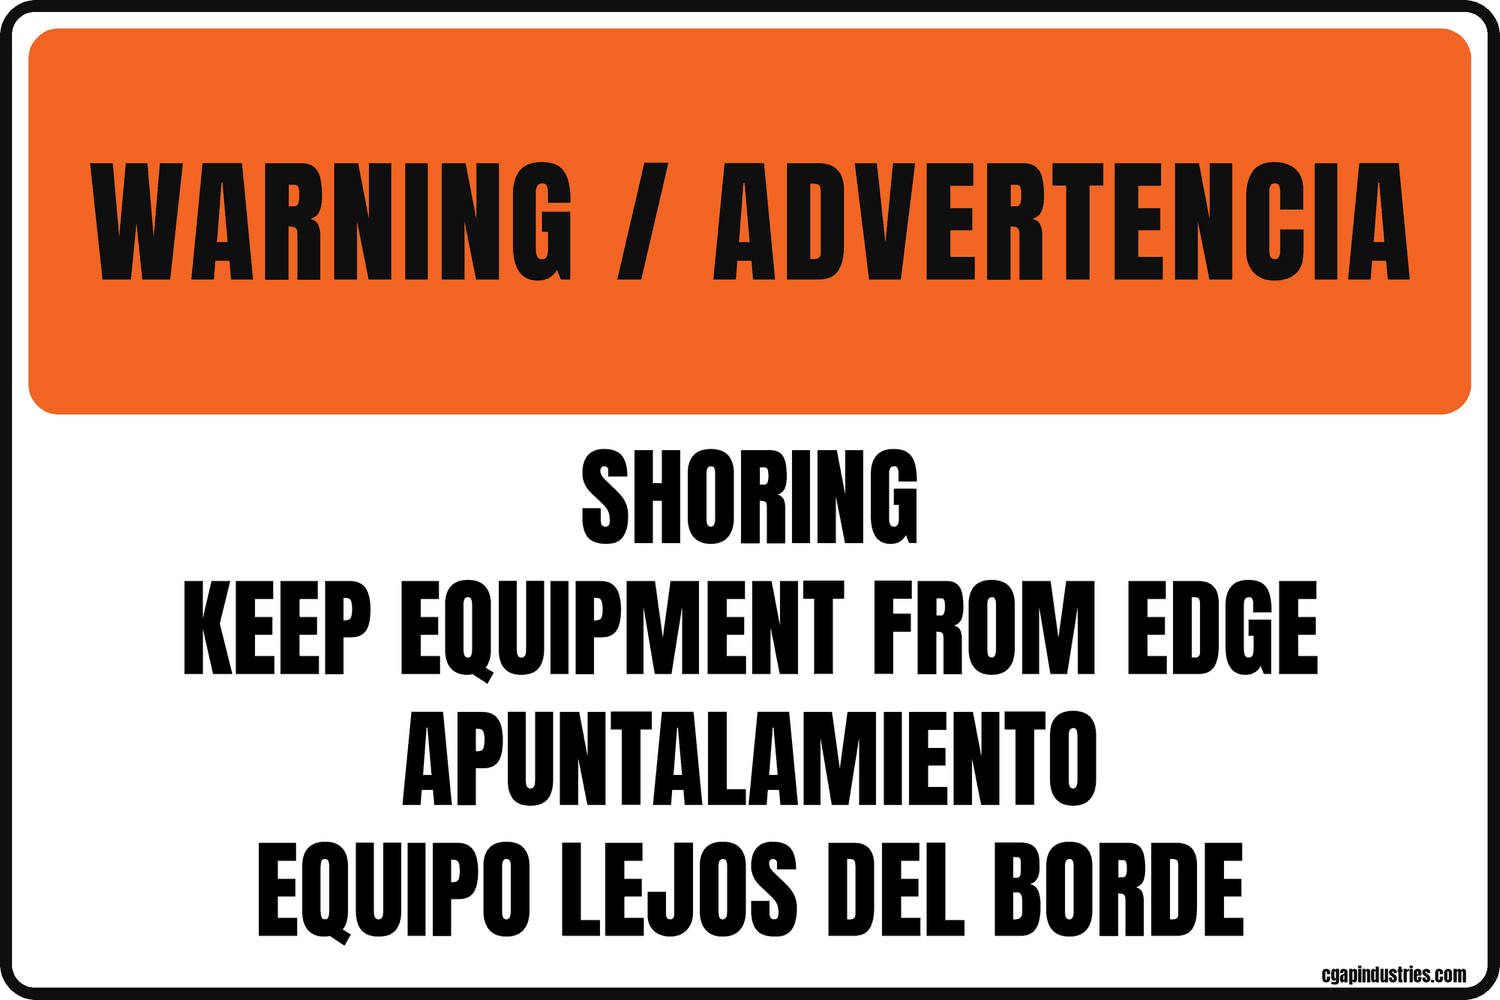 WARNING / ADVERTENCIA
SHORING
KEEP EQUIPMENT FROM EDGE
APUNTALAMIENTO
EQUIPO LEJOS DEL BORDE
cgapindustries.com